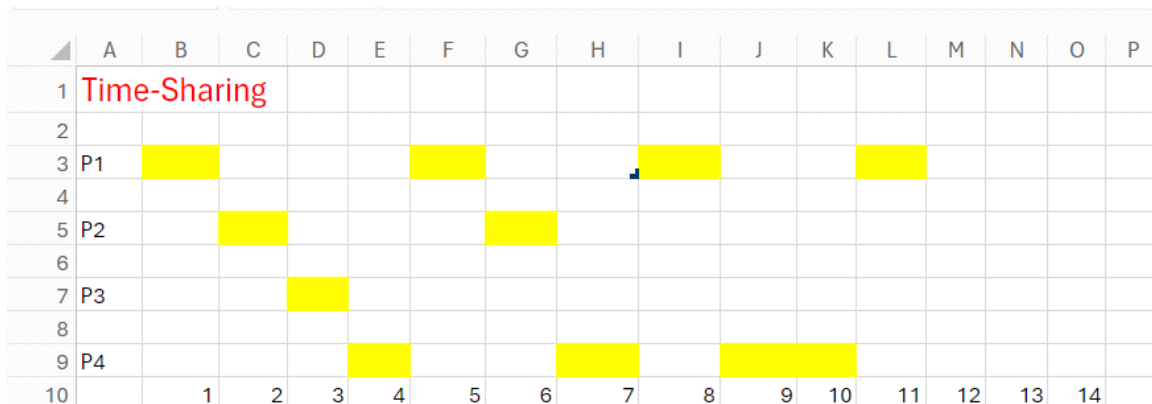 A B C D E F G H I J K L M N O P
1 Time-Sharing
2
3 P1
4
5 P2
6
7 P3
8
9 P4
10 1 2 3 4 5 6 7 8 9 10 11 12 13 14